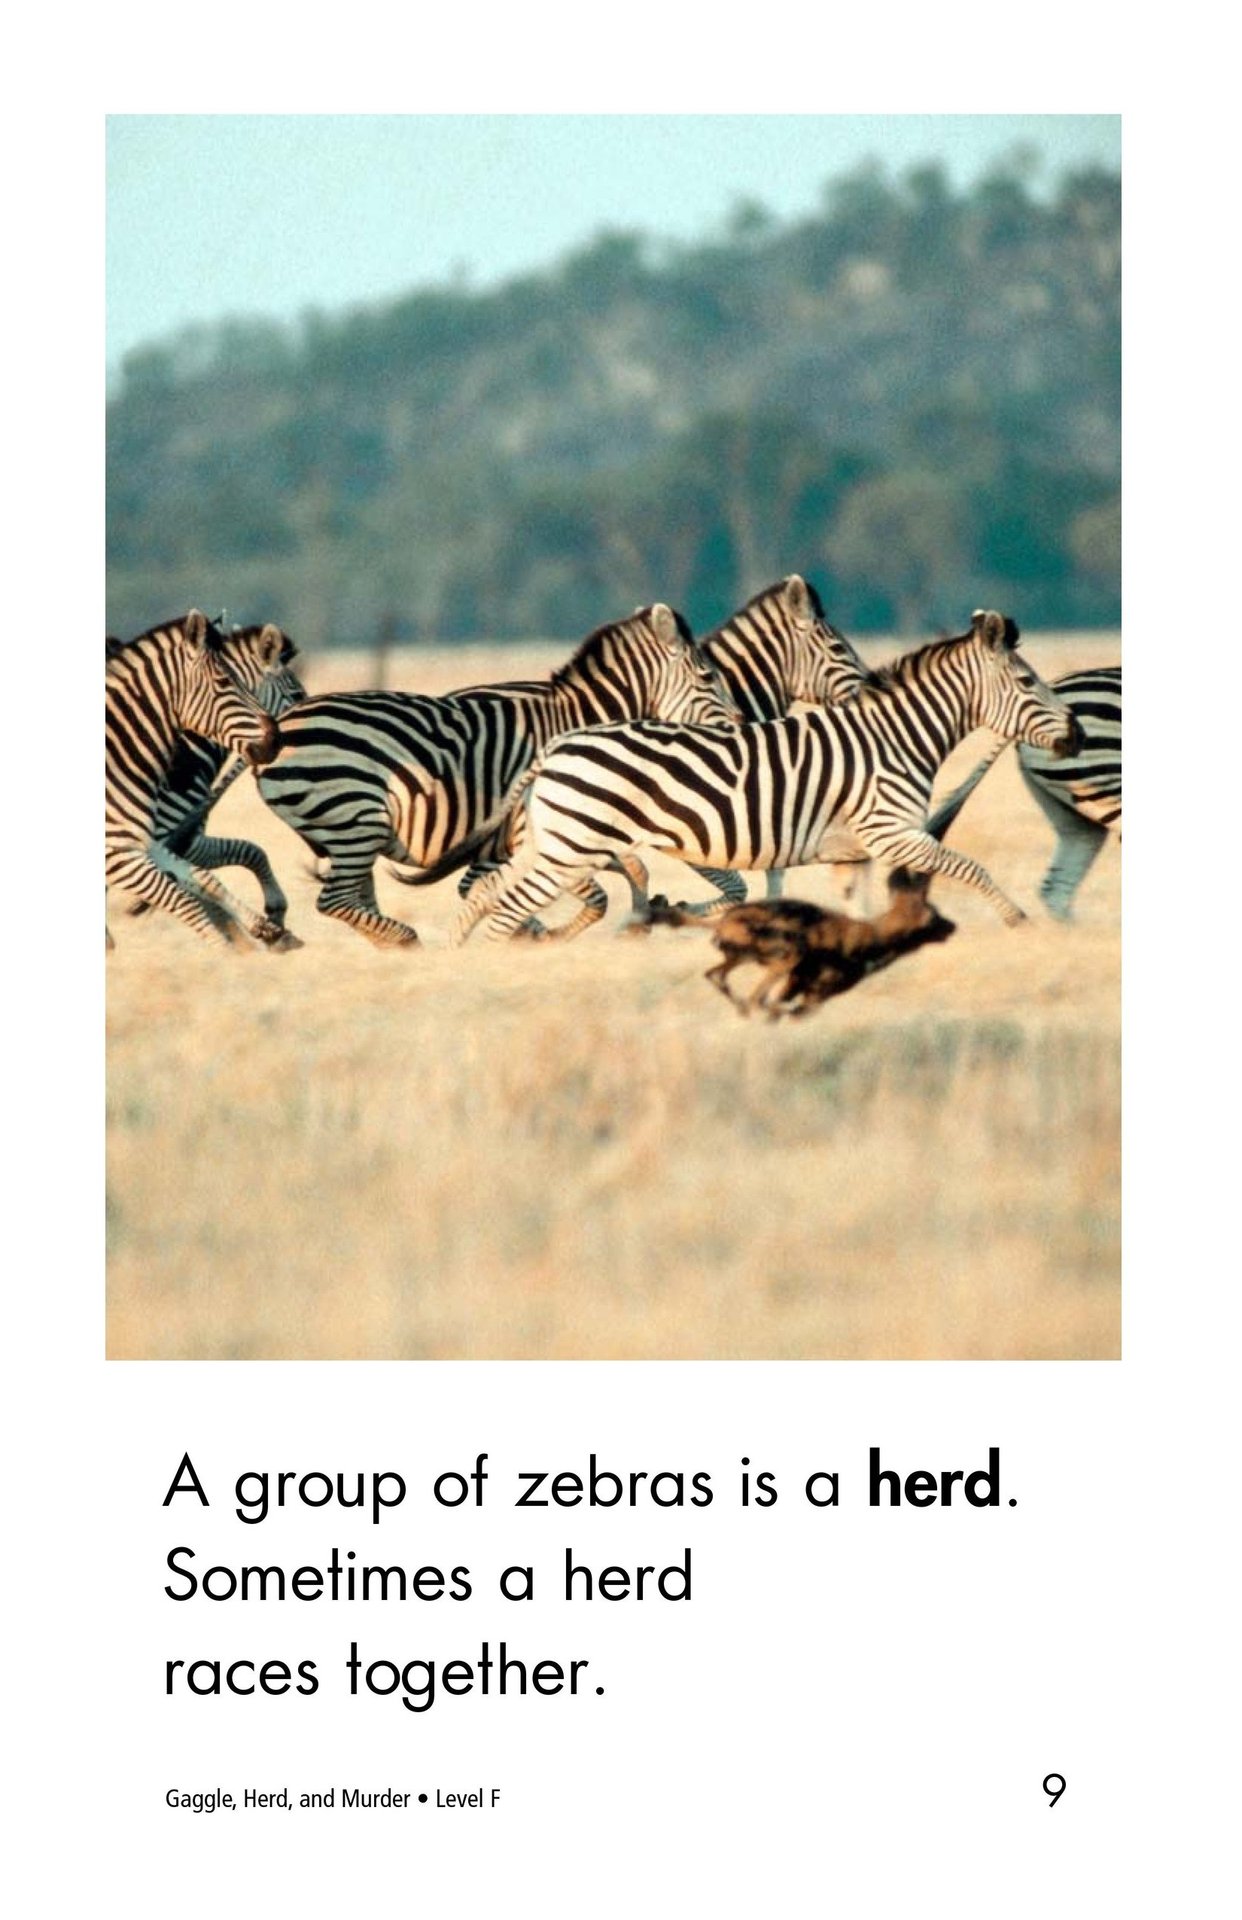 A group of zebras is a herd.
Sometimes a herd
races together.
Gaggle, Herd, and Murder • Level F
9